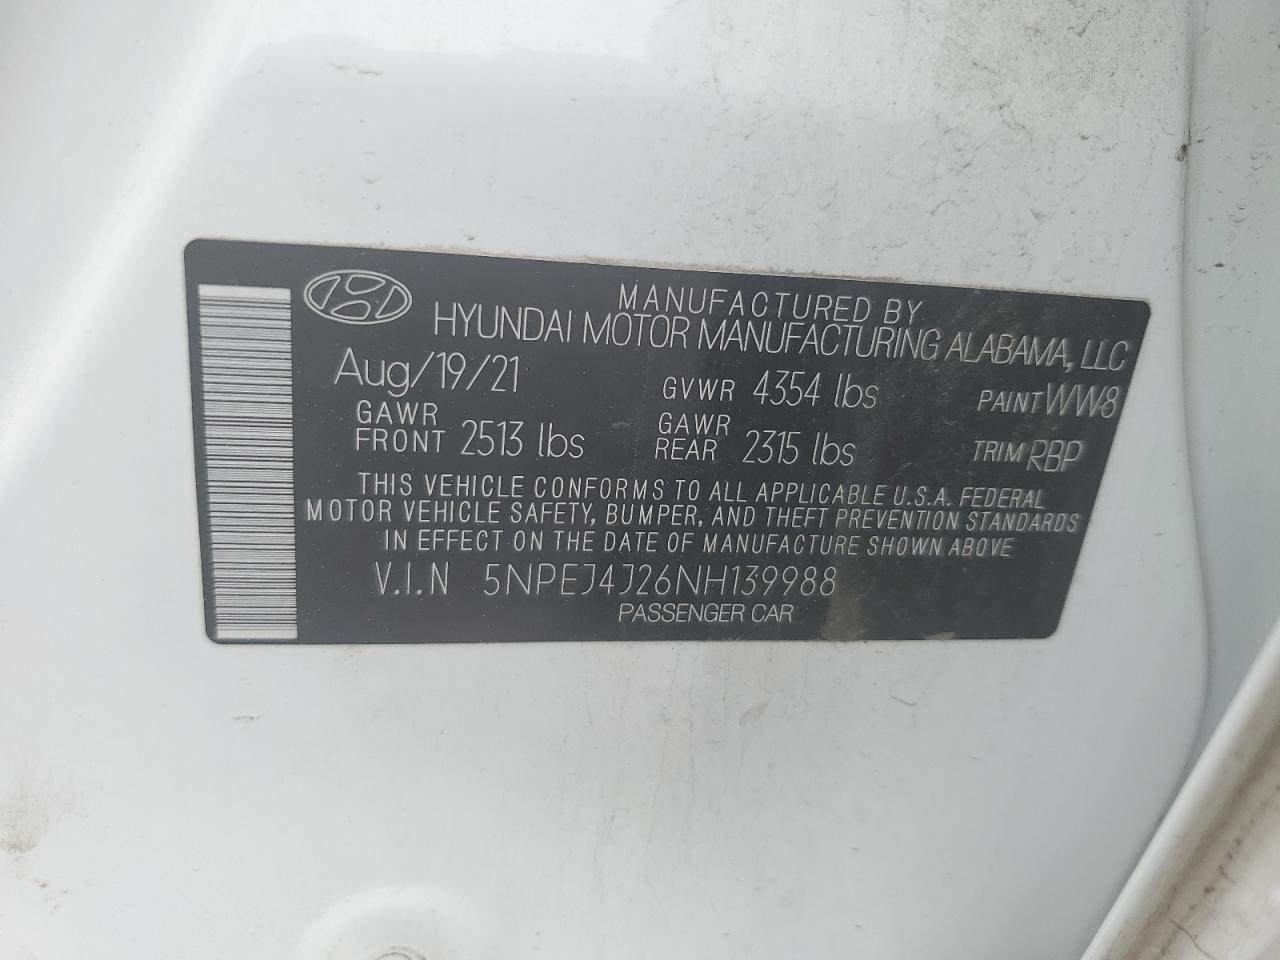 MANUFACTURED BY
HYUNDAI MOTOR MANUFACTURING ALABAMA, LLC
Aug/19/21 GVWR 4354 lbs PAINT WW8
GAWR FRONT 2513 lbs GAWR REAR 2315 lbs TRIM RBP
THIS VEHICLE CONFORMS TO ALL APPLICABLE U.S.A. FEDERAL
MOTOR VEHICLE SAFETY, BUMPER, AND THEFT PREVENTION STANDARDS
IN EFFECT ON THE DATE OF MANUFACTURE SHOWN ABOVE
V.I.N 5NPEJ4J26NH139988
PASSENGER CAR